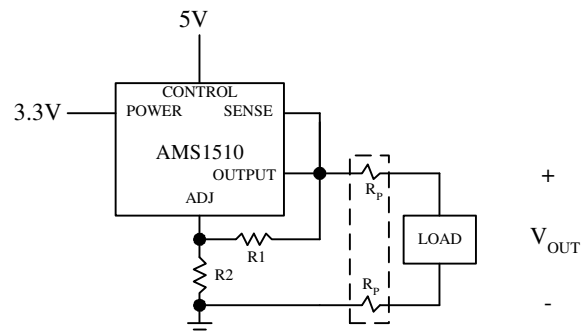 5V
CONTROL
3.3V POWER SENSE
AMS1510
OUTPUT
ADJ
R1
R2
RP
RP
LOAD
+
VOUT
-